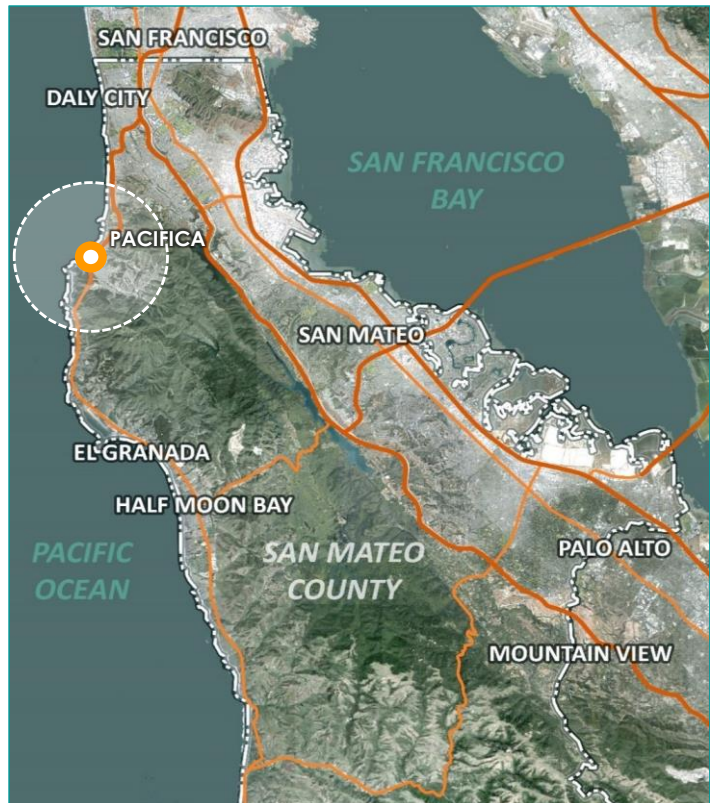 SAN FRANCISCO
DALY CITY
SAN FRANCISCO
BAY
PACIFICA
SAN MATEO
EL GRANADA
HALF MOON BAY
PACIFIC
OCEAN
SAN MATEO
COUNTY
PALO ALTO
MOUNTAIN VIEW